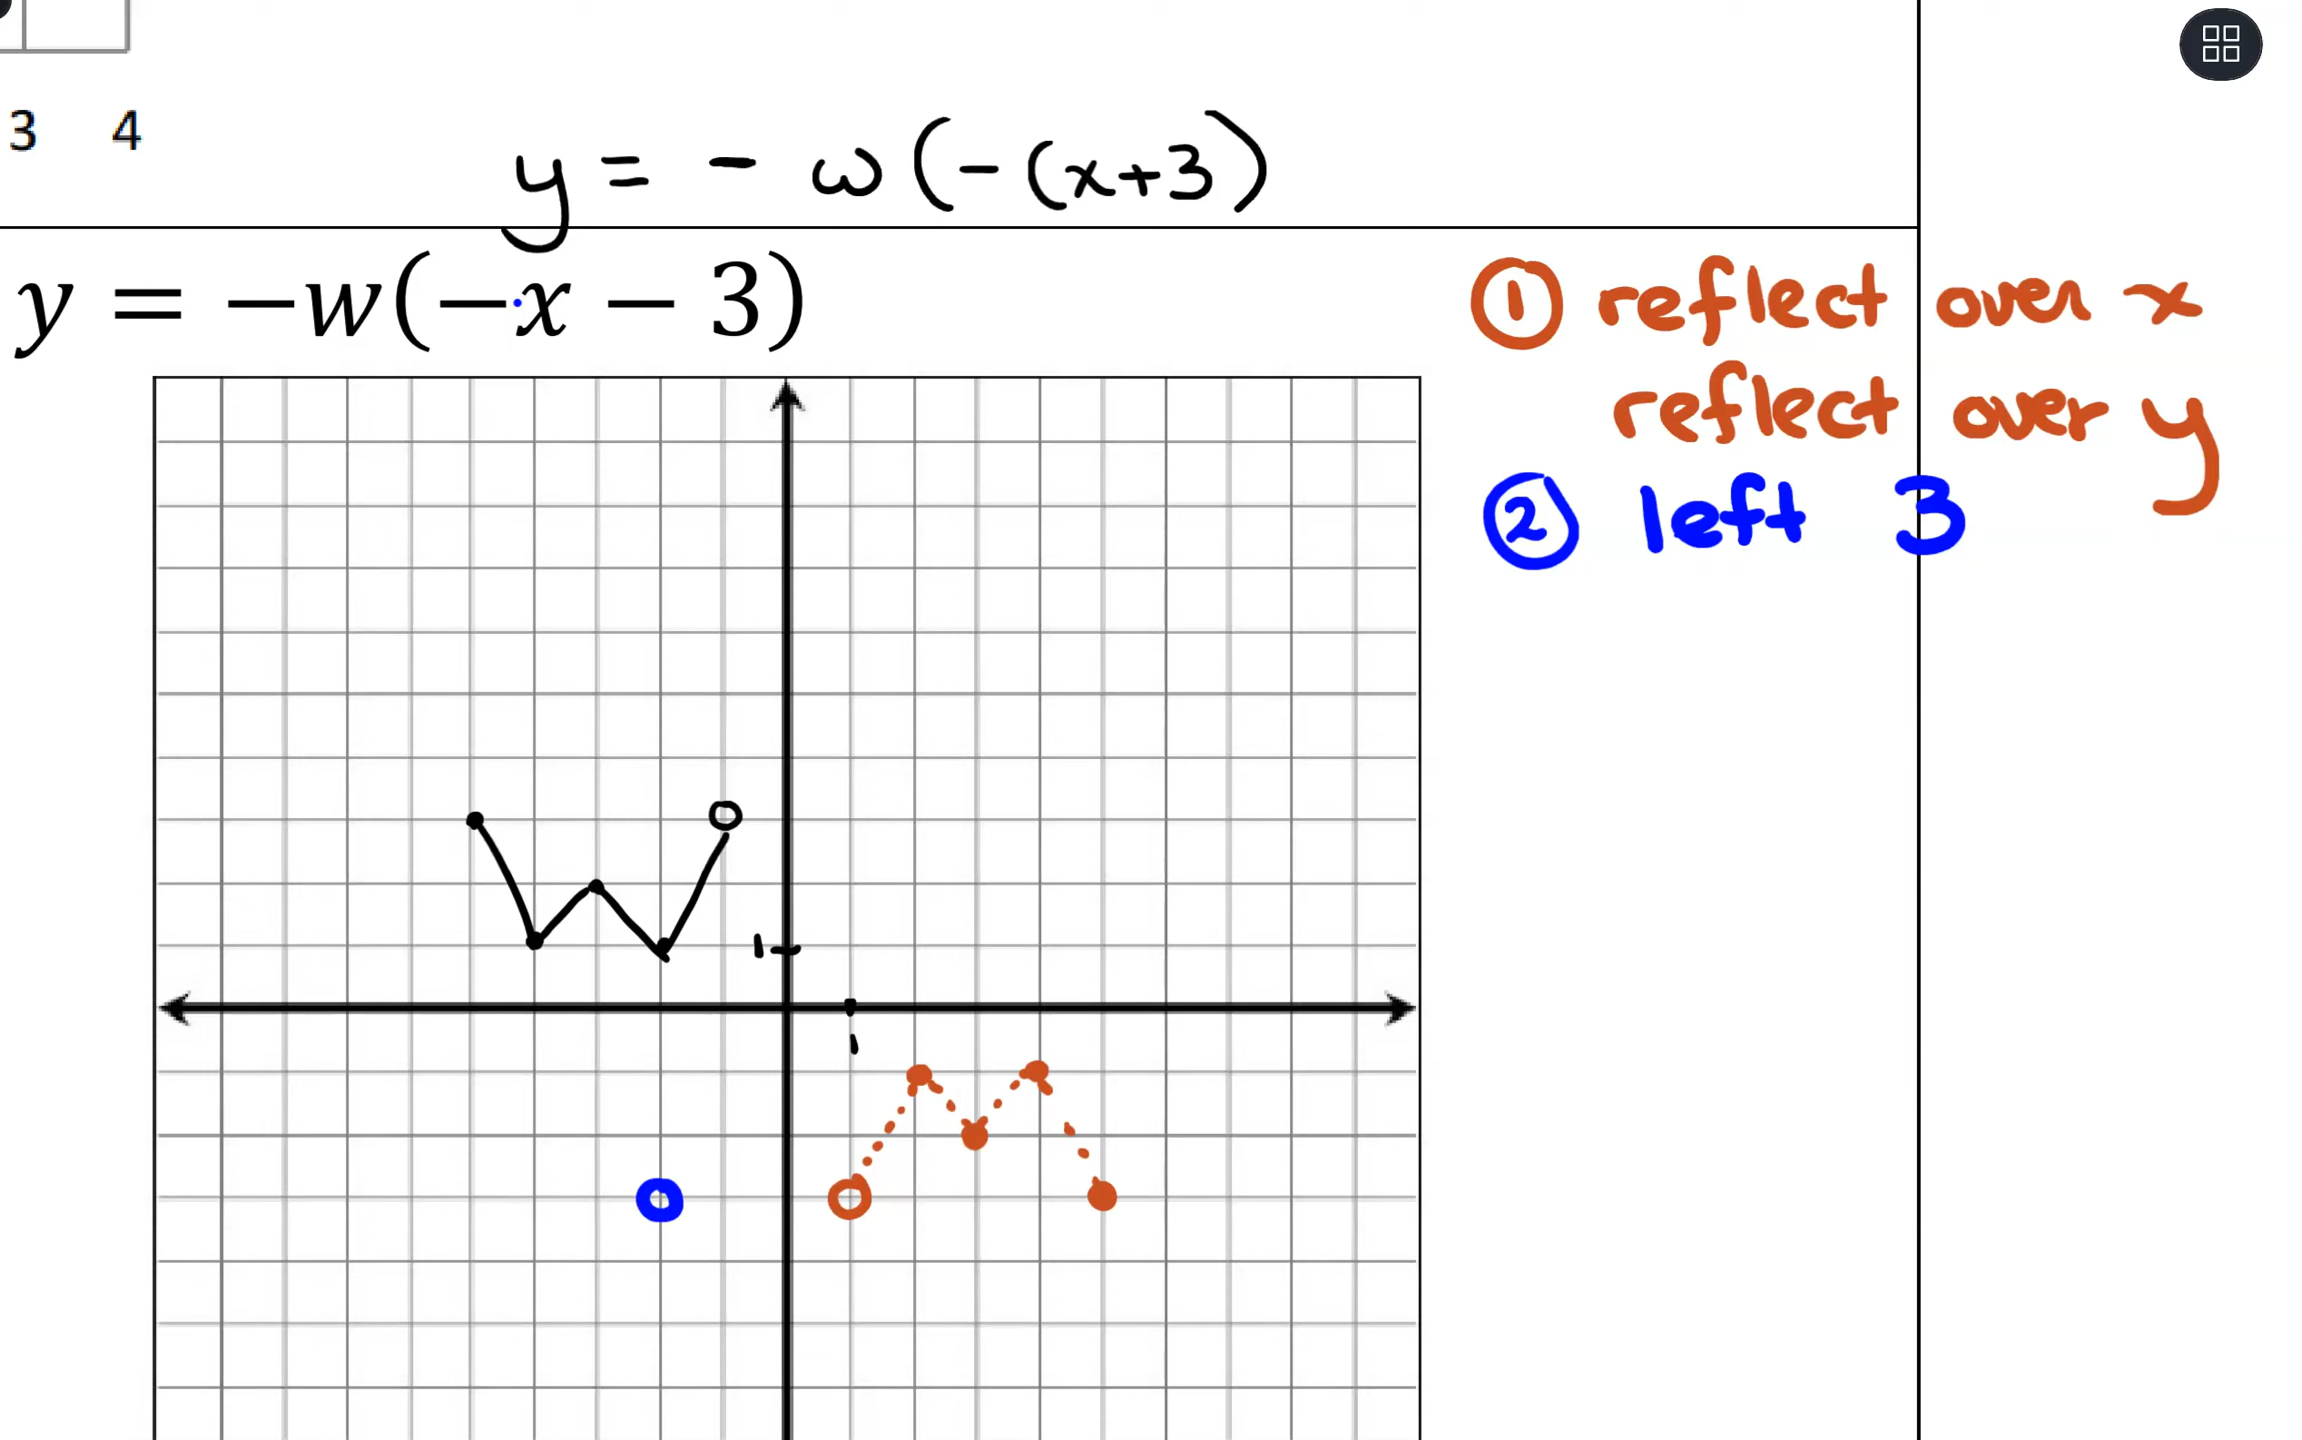 3 4
y = - w(-(x+3)
y = −w(−x − 3)
① reflect over x
reflect over y
② left 3
1
1